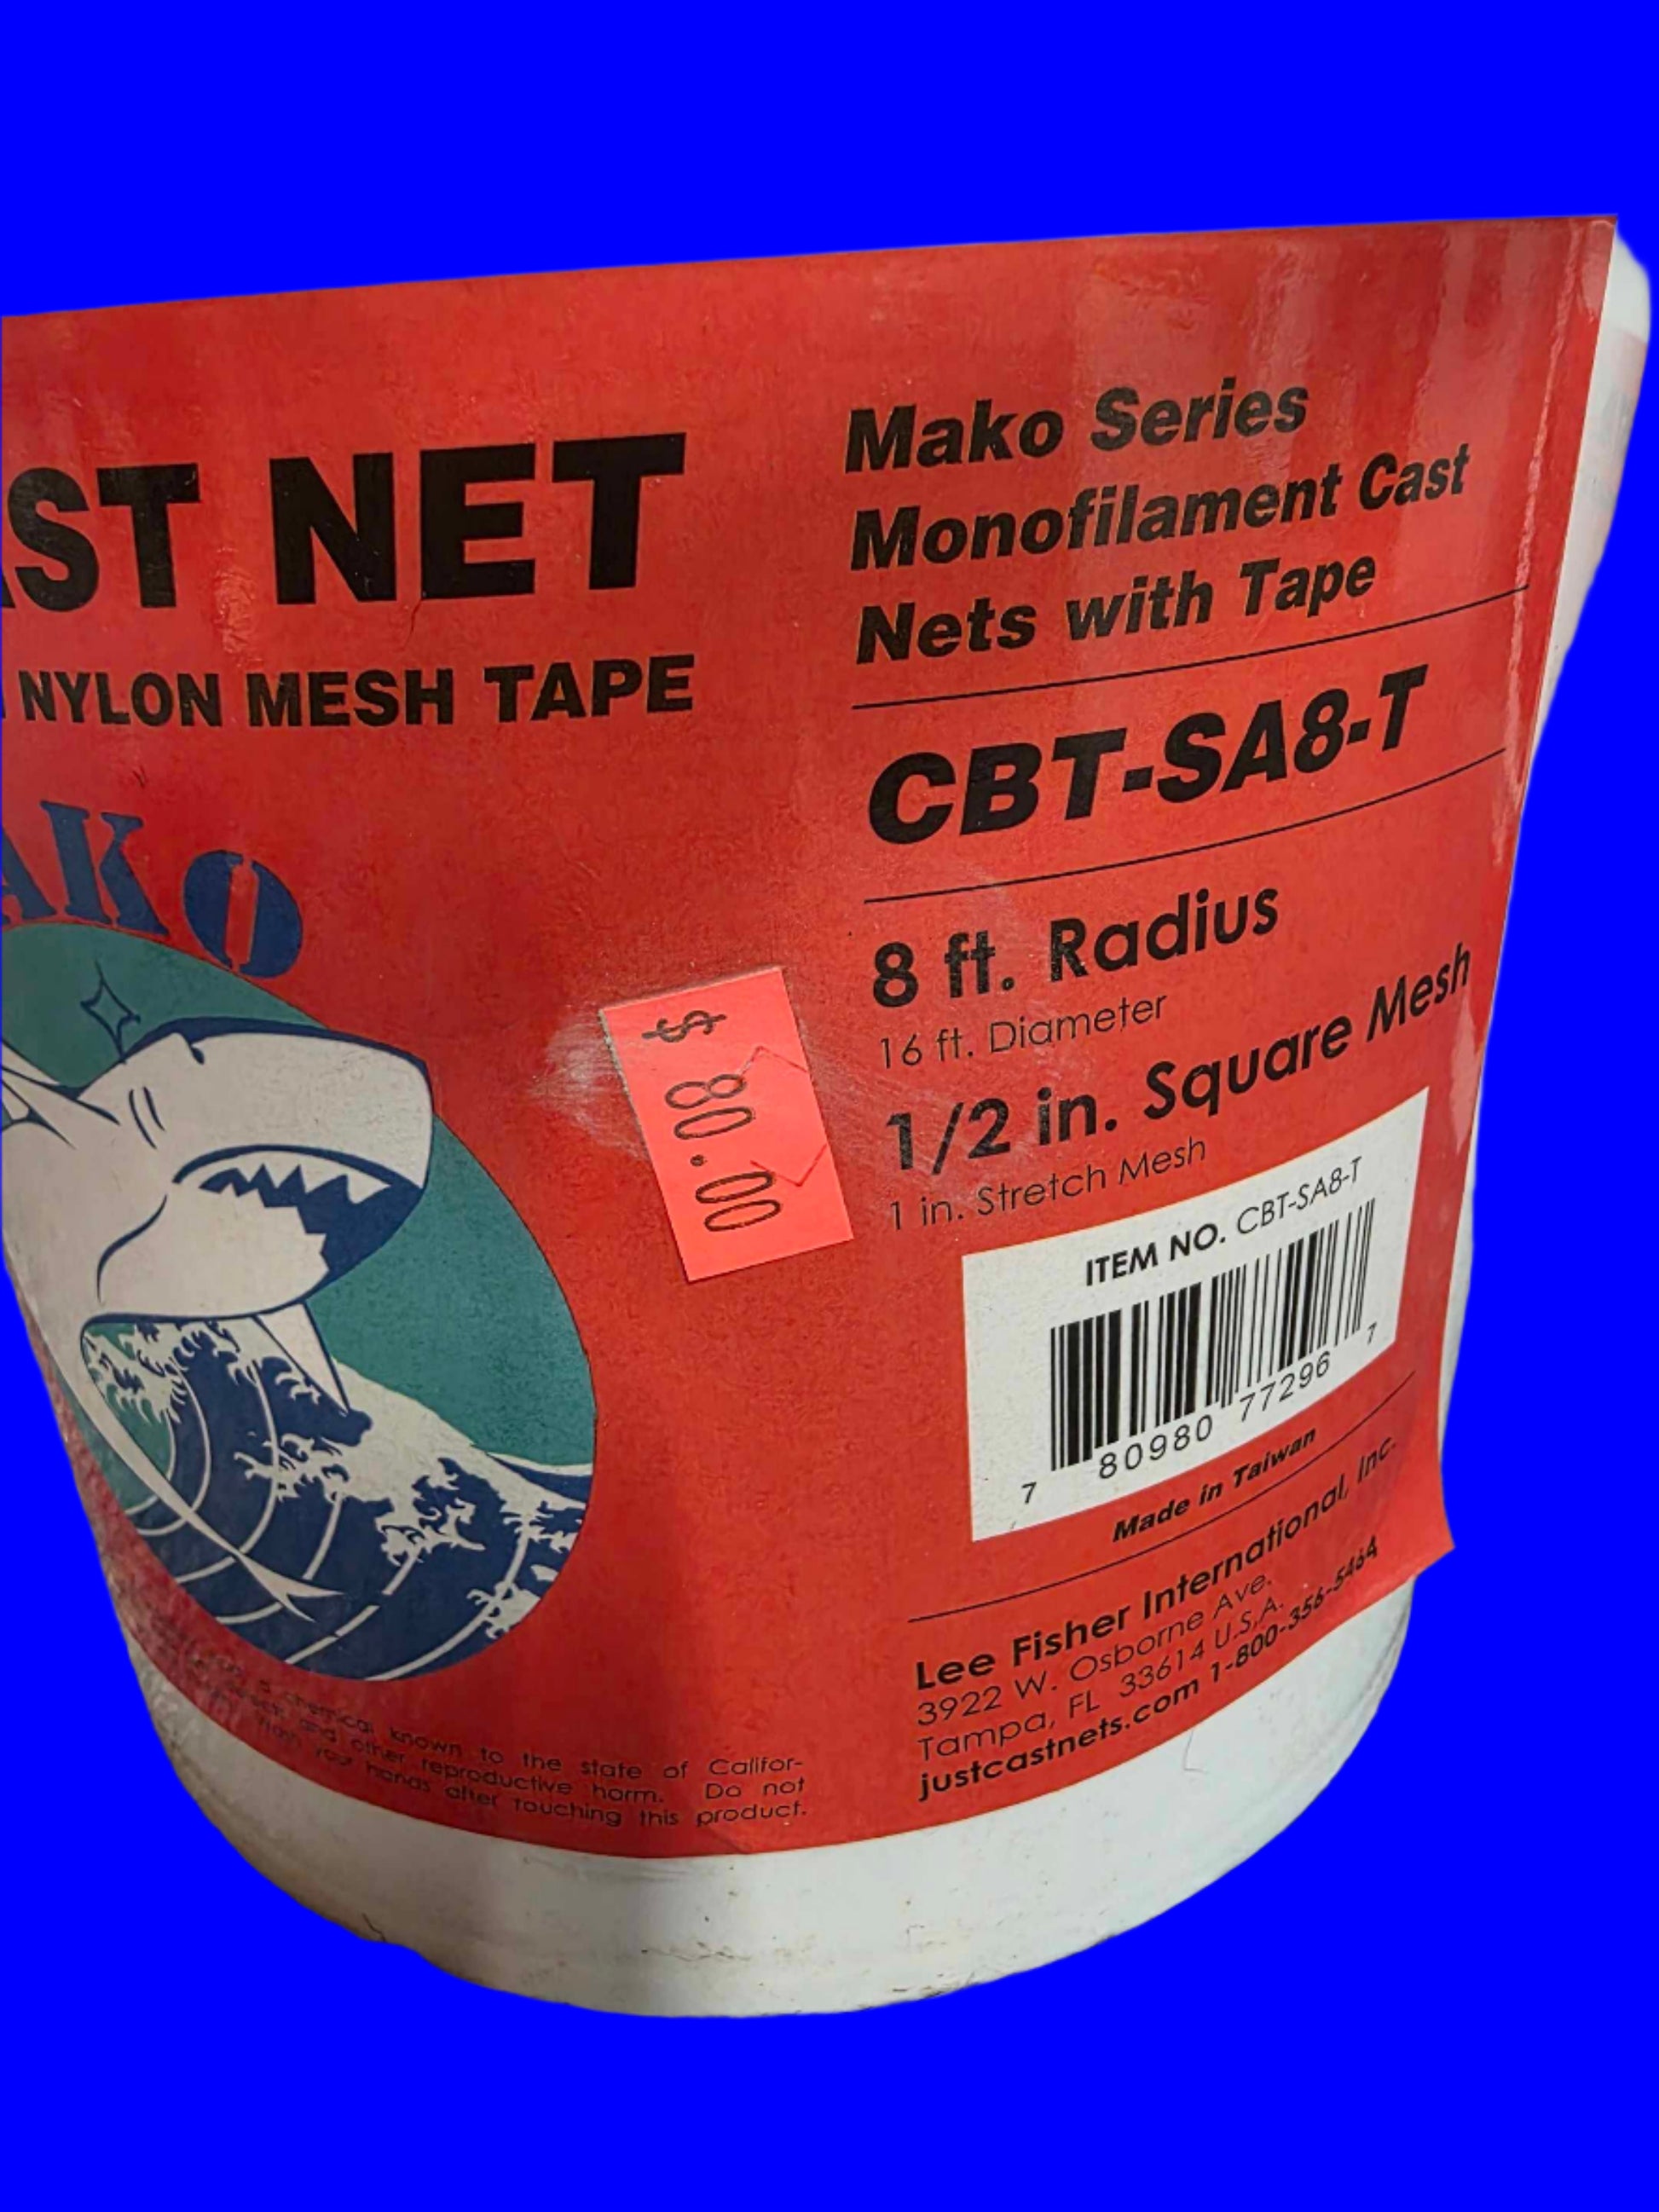 AST NET
NYLON MESH TAPE
AKO
$ 80.00
Mako Series
Monofilament Cast
Nets with Tape
CBT-SA8-T
8 ft. Radius
16 ft. Diameter
1/2 in. Square Mesh
1 in. Stretch Mesh
ITEM NO. CBT-SA8-T
7 80980 77296 7
Made in Taiwan
Lee Fisher International, Inc.
3922 W. Osborne Ave.
Tampa, FL 33614 U.S.A.
justcastnets.com 1-800-356-5464
chemical known to the state of Califor-
and other reproductive harm. Do not
your hands after touching this product.